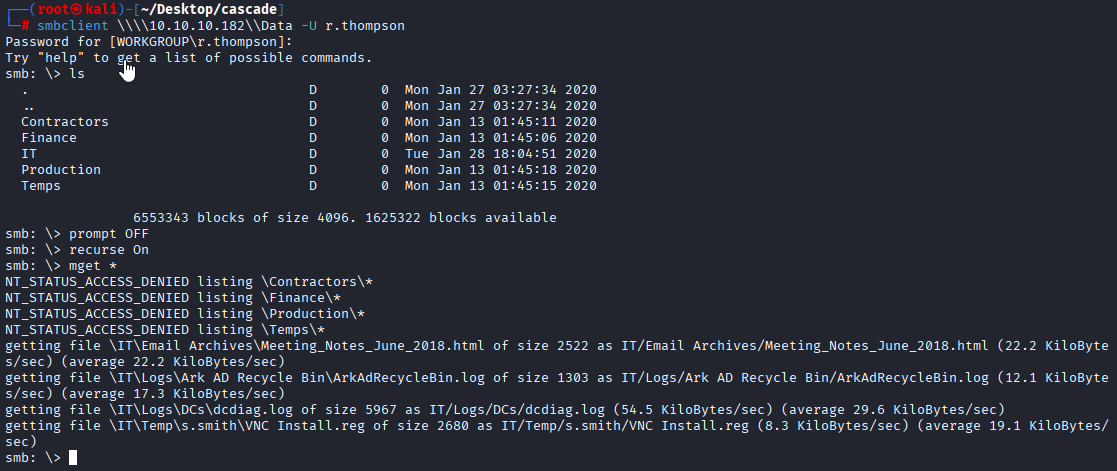 ┌──(root㉿kali)-[~/Desktop/cascade]
└─# smbclient \\\\10.10.10.182\\Data -U r.thompson
Password for [WORKGROUP\r.thompson]:
Try "help" to get a list of possible commands.
smb: \> ls
  .                                   D        0  Mon Jan 27 03:27:34 2020
  ..                                  D        0  Mon Jan 27 03:27:34 2020
  Contractors                         D        0  Mon Jan 13 01:45:11 2020
  Finance                             D        0  Mon Jan 13 01:45:06 2020
  IT                                  D        0  Tue Jan 28 18:04:51 2020
  Production                          D        0  Mon Jan 13 01:45:18 2020
  Temps                               D        0  Mon Jan 13 01:45:15 2020
                6553343 blocks of size 4096. 1625322 blocks available
smb: \> prompt OFF
smb: \> recurse On
smb: \> mget *
NT_STATUS_ACCESS_DENIED listing \Contractors\*
NT_STATUS_ACCESS_DENIED listing \Finance\*
NT_STATUS_ACCESS_DENIED listing \Production\*
NT_STATUS_ACCESS_DENIED listing \Temps\*
getting file \IT\Email Archives\Meeting_Notes_June_2018.html of size 2522 as IT/Email Archives/Meeting_Notes_June_2018.html (22.2 KiloByte
s/sec) (average 22.2 KiloBytes/sec)
getting file \IT\Logs\Ark AD Recycle Bin\ArkAdRecycleBin.log of size 1303 as IT/Logs/Ark AD Recycle Bin/ArkAdRecycleBin.log (12.1 KiloByte
s/sec) (average 17.3 KiloBytes/sec)
getting file \IT\Logs\DCs\dcdiag.log of size 5967 as IT/Logs/DCs/dcdiag.log (54.5 KiloBytes/sec) (average 29.6 KiloBytes/sec)
getting file \IT\Temp\s.smith\VNC Install.reg of size 2680 as IT/Temp/s.smith/VNC Install.reg (8.3 KiloBytes/sec) (average 19.1 KiloBytes/
sec)
smb: \>